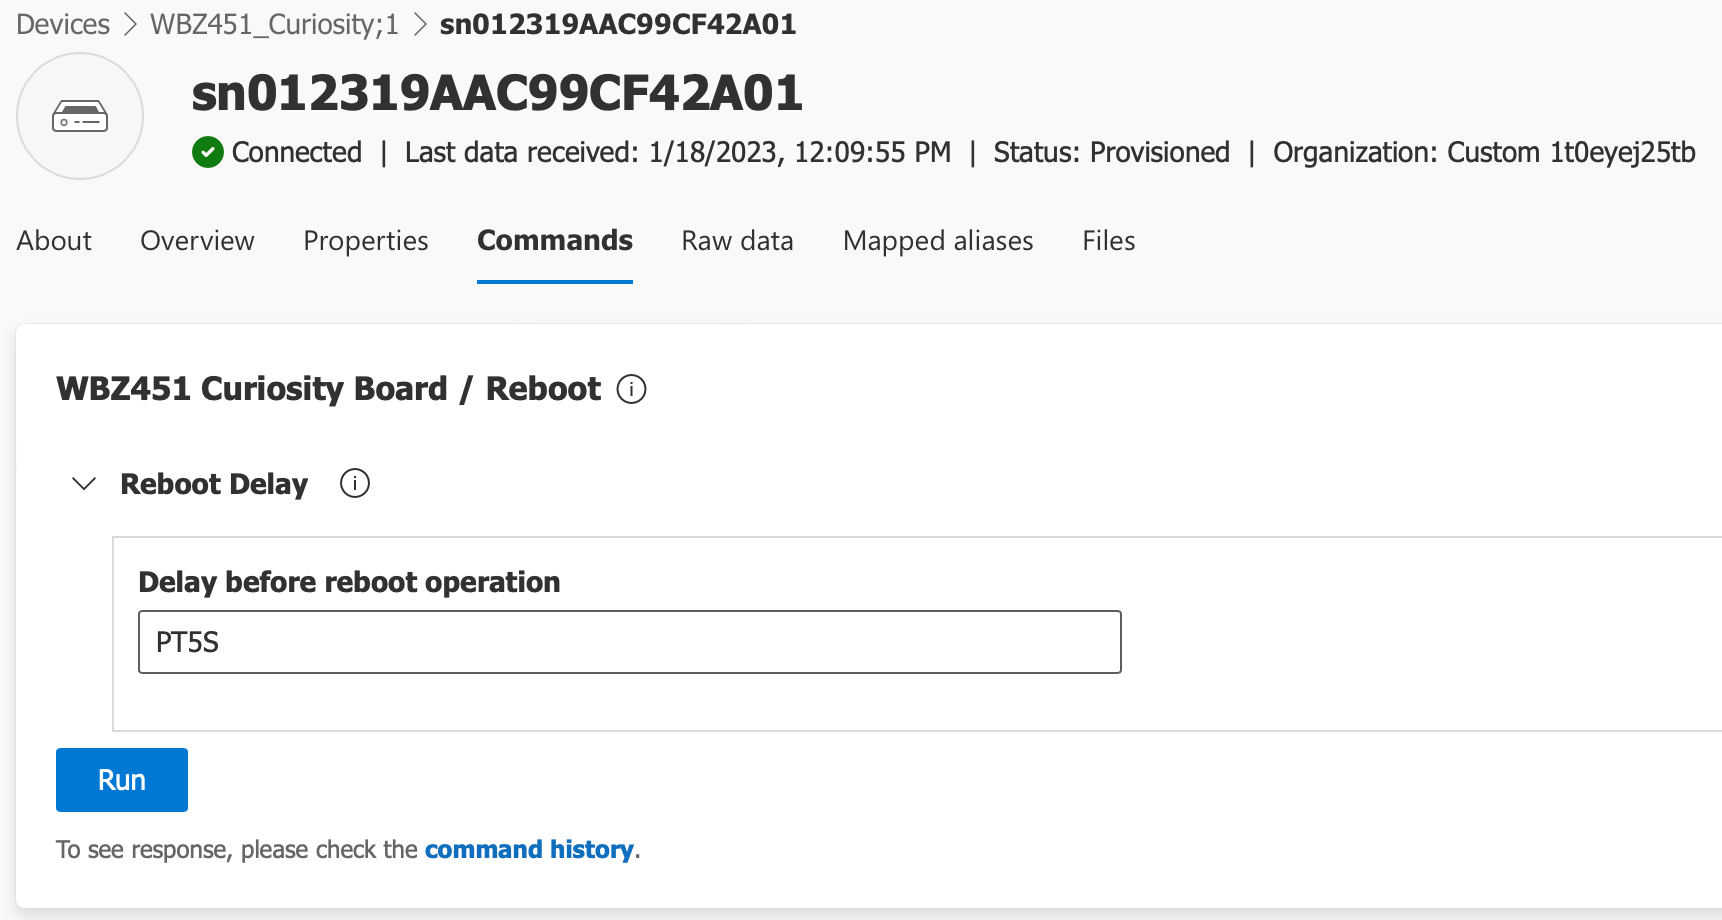 Devices > WBZ451_Curiosity;1 > sn012319AAC99CF42A01
sn012319AAC99CF42A01
Connected | Last data received: 1/18/2023, 12:09:55 PM | Status: Provisioned | Organization: Custom 1t0eyej25tb
About Overview Properties Commands Raw data Mapped aliases Files
WBZ451 Curiosity Board / Reboot
Reboot Delay
Delay before reboot operation
PT5S
Run
To see response, please check the command history.